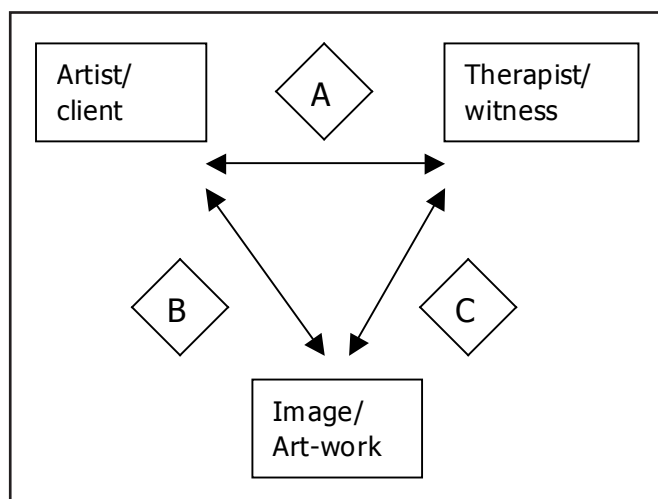 Artist/
client
A
Therapist/
witness
B
C
Image/
Art-work